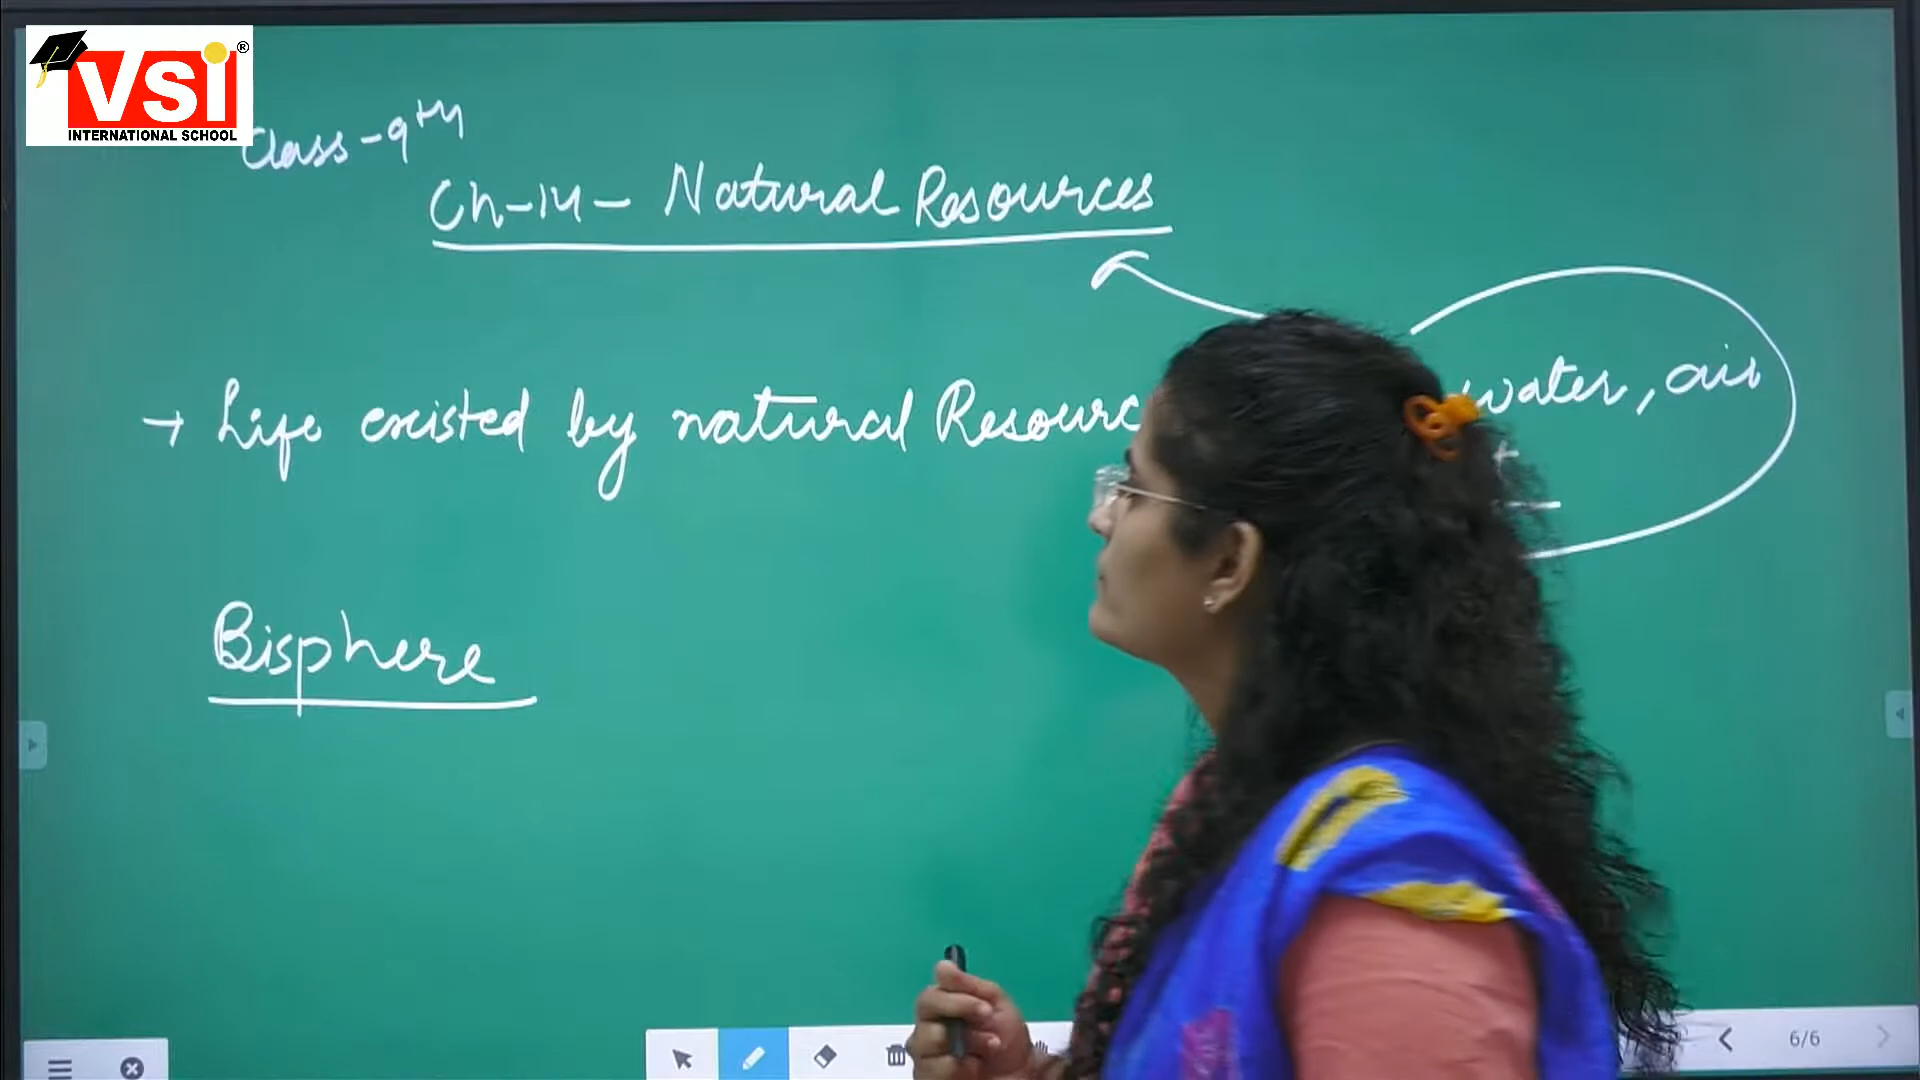 VSI ®
INTERNATIONAL SCHOOL
Class - 9th
Ch-14 - Natural Resources
→ Life existed by natural Resourc water, air
+
Bisphere
6/6